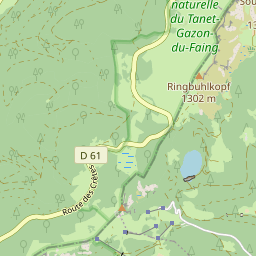 naturelle
du Tanet-
Gazon-
du-Faing
Ringbuhlkopf
1302 m
D 61
Route des Crêtes